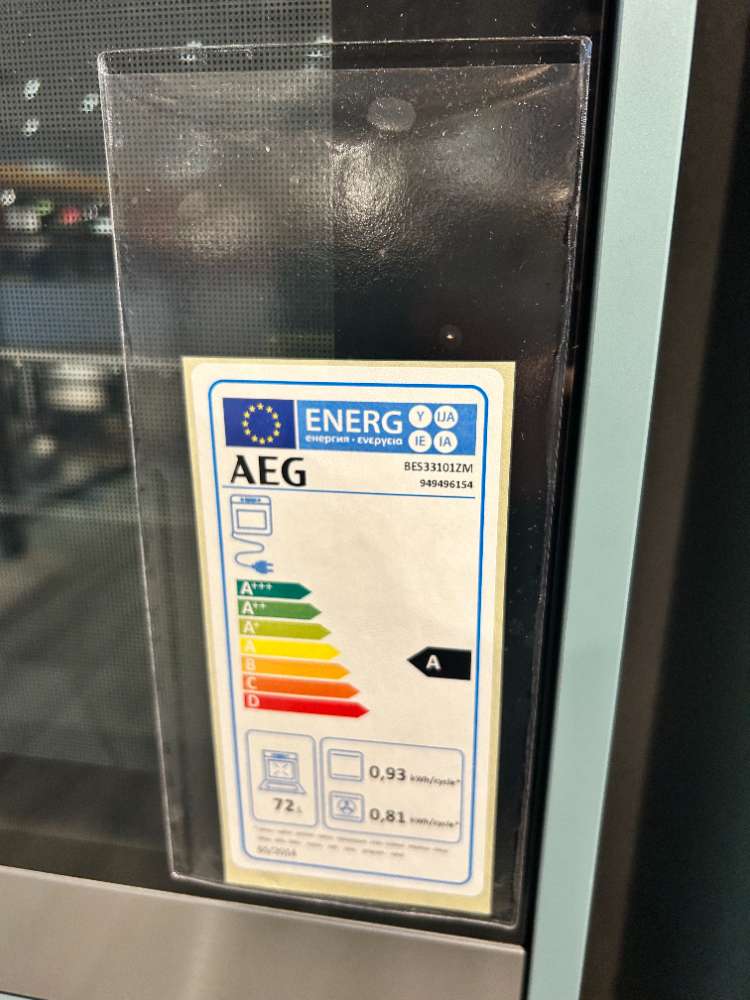 ENERG Y IJA
енергия · ενεργεια IE IA
AEG
BES33101ZM
949496154
A+++
A++
A+
A
B
C
D
A
72 L
0,93 kWh/cycle*
0,81 kWh/cycle*